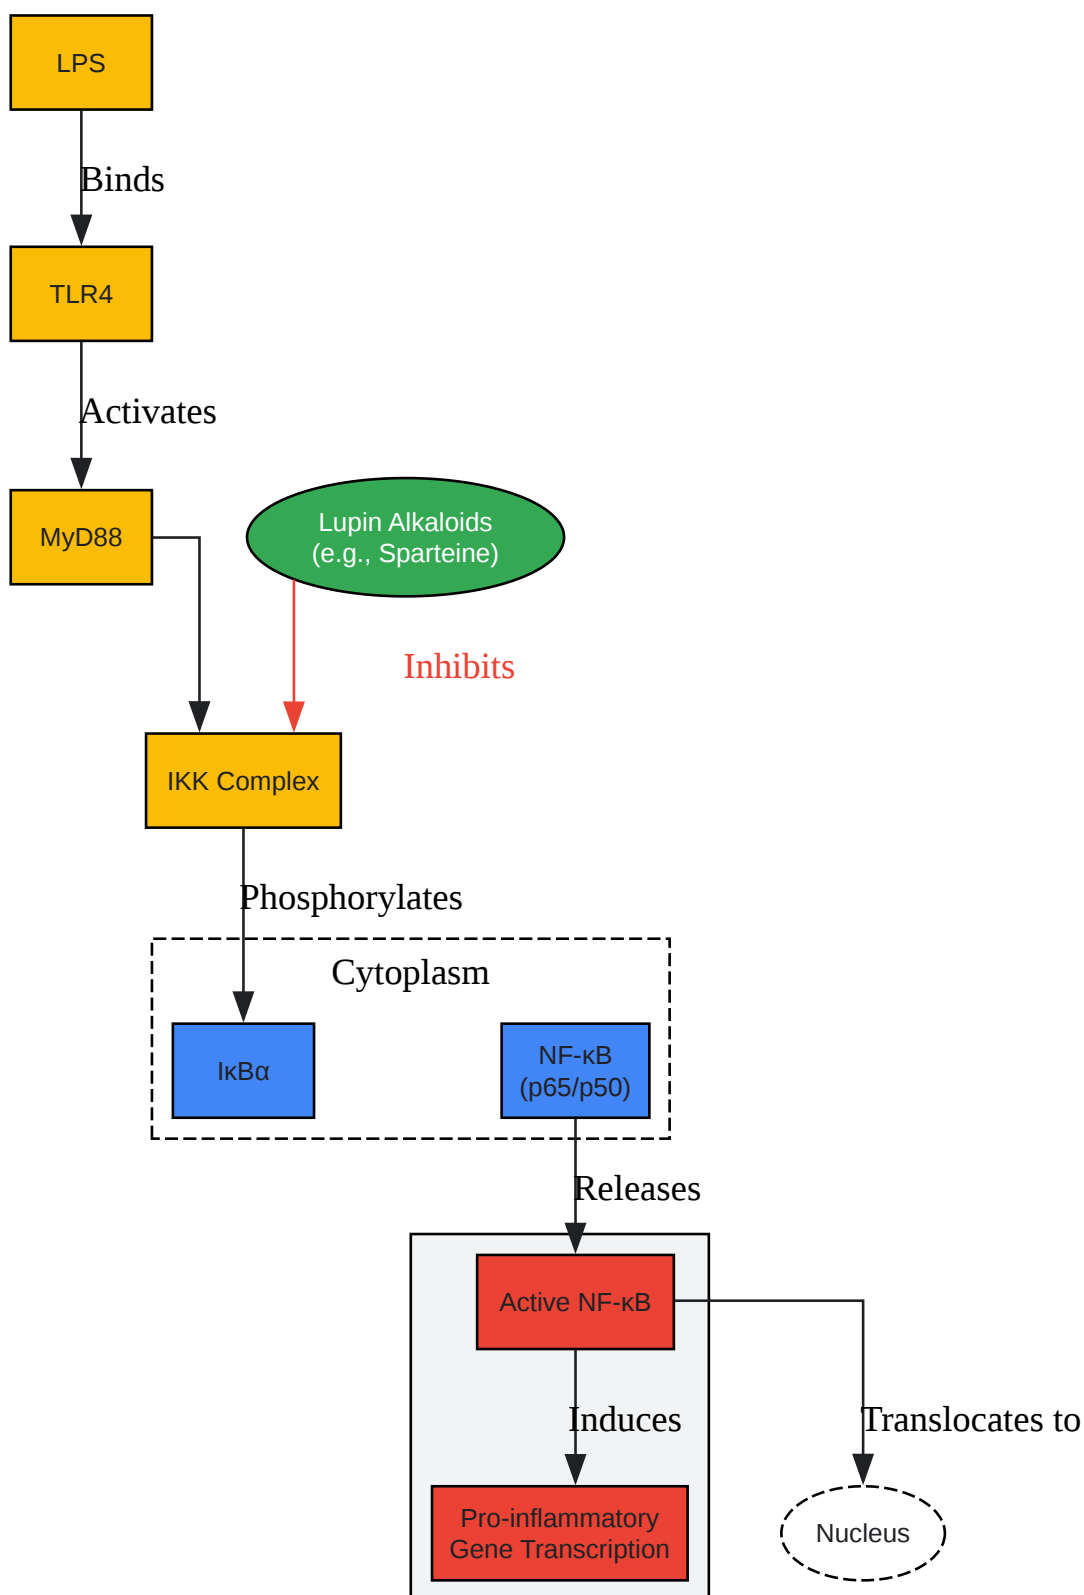 LPS
Binds
TLR4
Activates
MyD88
Lupin Alkaloids
(e.g., Sparteine)
Inhibits
IKK Complex
Phosphorylates
Cytoplasm
IκBα
NF-κB
(p65/p50)
Releases
Active NF-κB
Induces
Translocates to
Pro-inflammatory
Gene Transcription
Nucleus